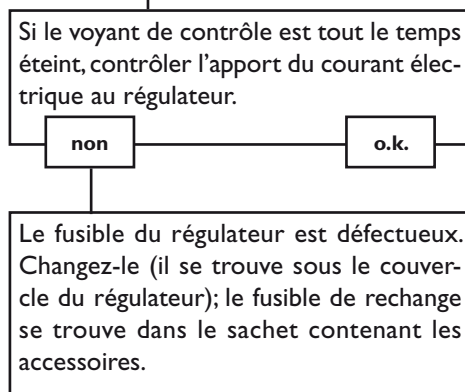 Si le voyant de contrôle est tout le temps
éteint, contrôler l’apport du courant élec-
trique au régulateur.
non
o.k.
Le fusible du régulateur est défectueux.
Changez-le (il se trouve sous le couver-
cle du régulateur); le fusible de rechange
se trouve dans le sachet contenant les
accessoires.